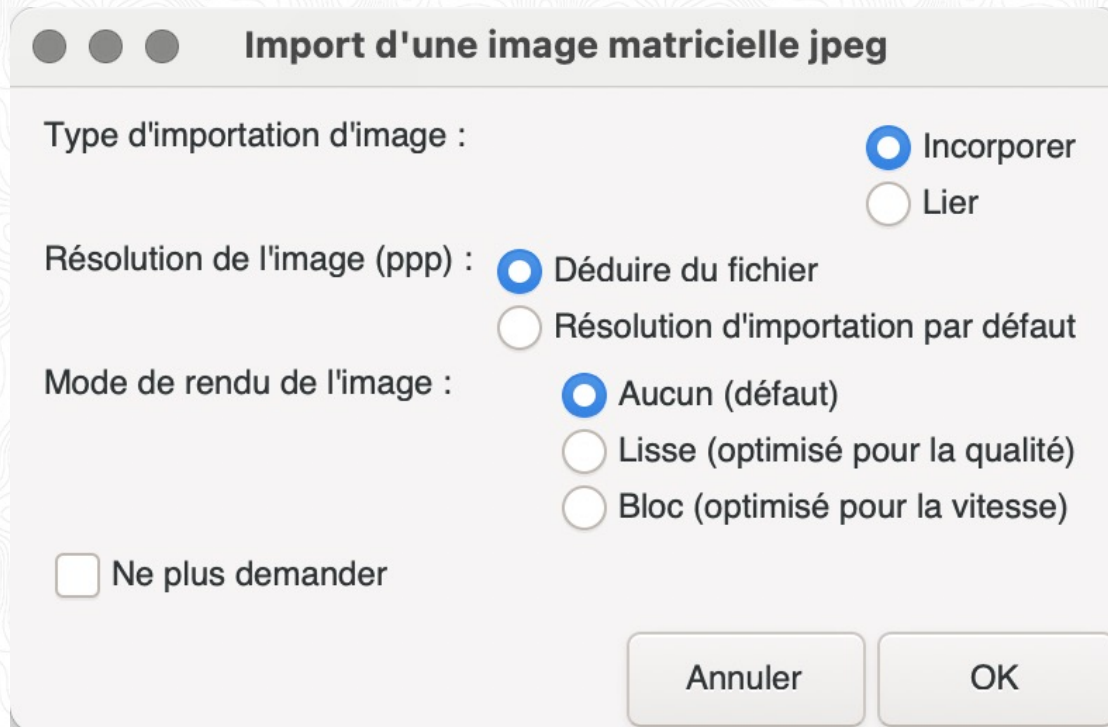 Import d'une image matricielle jpeg
Type d'importation d'image :
Incorporer
Lier
Résolution de l'image (ppp) :
Déduire du fichier
Résolution d'importation par défaut
Mode de rendu de l'image :
Aucun (défaut)
Lisse (optimisé pour la qualité)
Bloc (optimisé pour la vitesse)
Ne plus demander
Annuler
OK